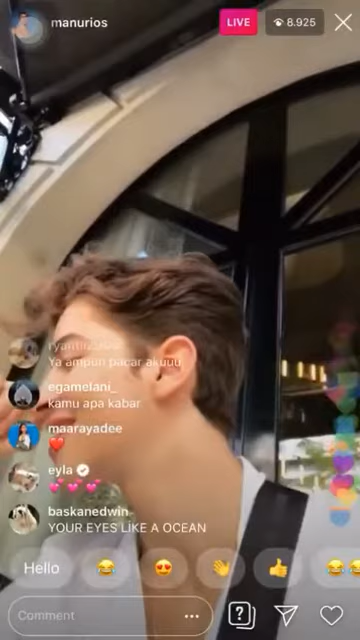 manurios
LIVE
8.925
Ya ampun pacar akuuu
egamelani_
kamu apa kabar
maarayadee
❤️
eyla
💕💕💕
baskanedwin_
YOUR EYES LIKE A OCEAN
Hello 😂 😍 👋 👍 😂
Comment